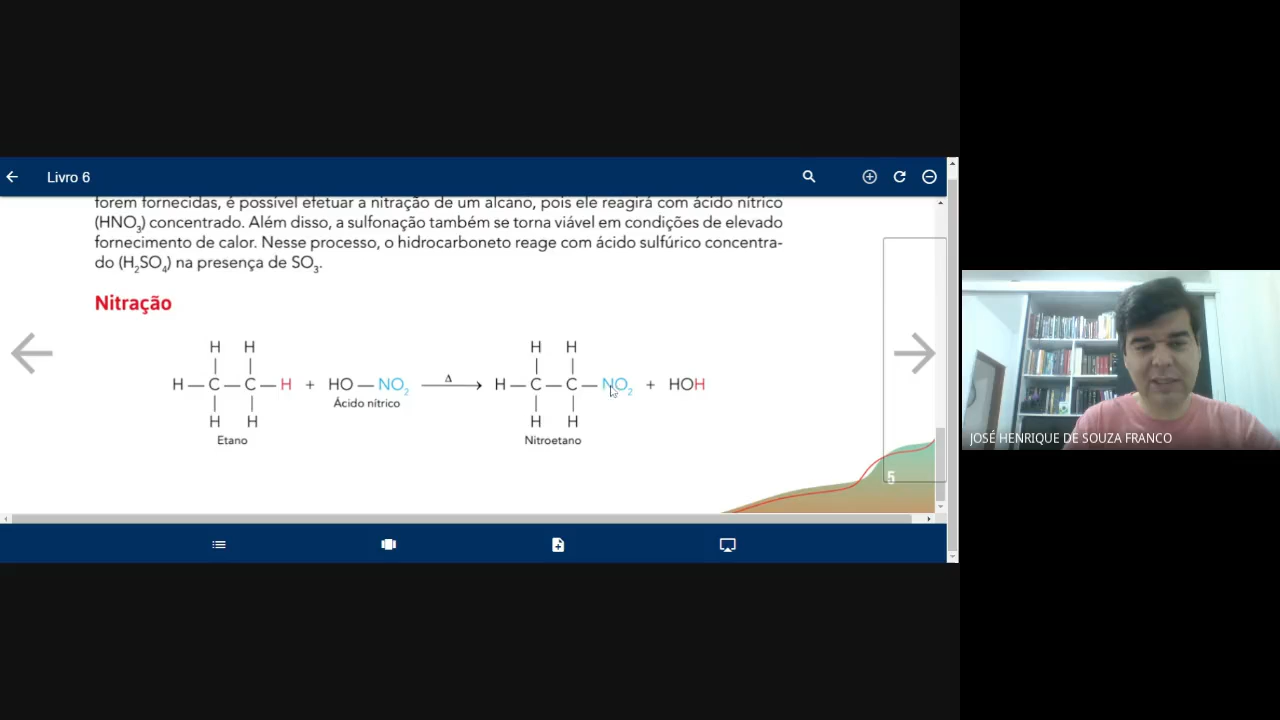 Livro 6
forem fornecidas, é possível efetuar a nitração de um alcano, pois ele reagirá com ácido nítrico
(HNO₃) concentrado. Além disso, a sulfonação também se torna viável em condições de elevado
fornecimento de calor. Nesse processo, o hidrocarboneto reage com ácido sulfúrico concentra-
do (H₂SO₄) na presença de SO₃.
Nitração
H H H H
H — C — C — H + HO — NO₂ Δ → H — C — C — NO₂ + HOH
Ácido nítrico
H H H H
Etano Nitroetano
5
JOSÉ HENRIQUE DE SOUZA FRANCO